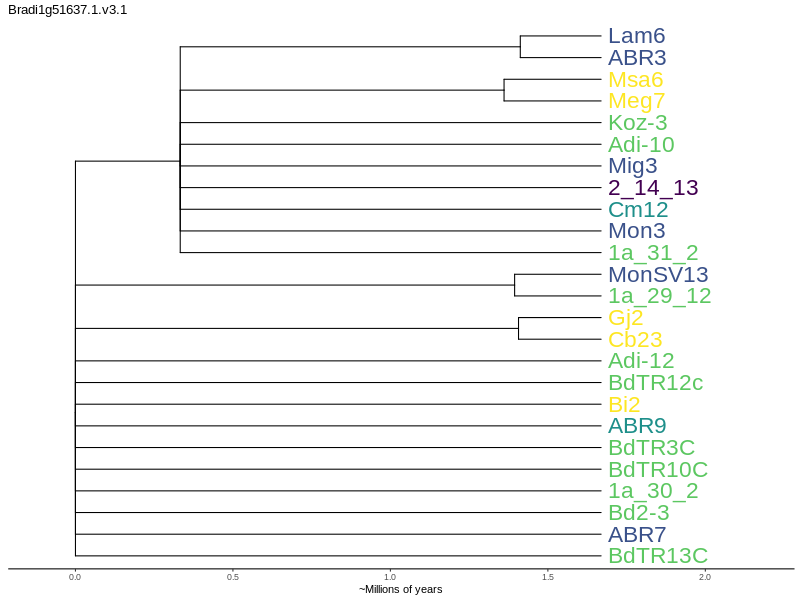 Bradi1g51637.1.v3.1
Lam6
ABR3
Msa6
Meg7
Koz-3
Adi-10
Mig3
2_14_13
Cm12
Mon3
1a_31_2
MonSV13
1a_29_12
Gj2
Cb23
Adi-12
BdTR12c
Bi2
ABR9
BdTR3C
BdTR10C
1a_30_2
Bd2-3
ABR7
BdTR13C
0.0 0.5 1.0 1.5 2.0
~Millions of years